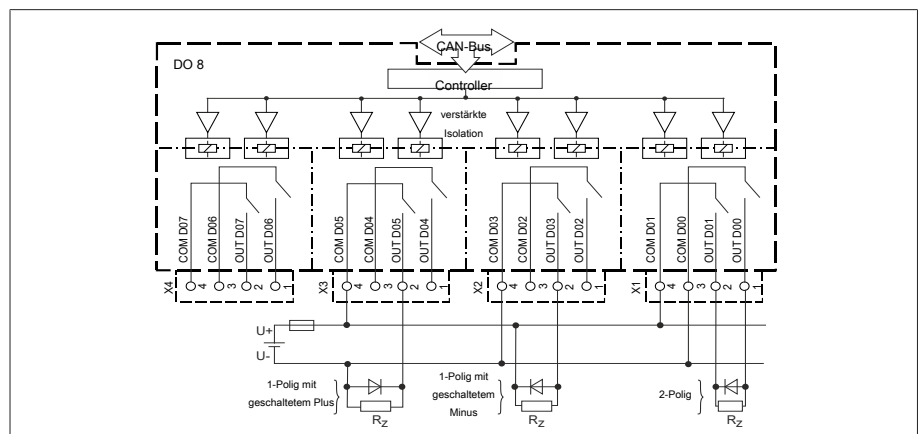 CAN-Bus
DO 8
Controller
verstärkte
Isolation
COM D07
COM D06
OUT D07
OUT D06
COM D05
COM D04
OUT D05
OUT D04
COM D03
COM D02
OUT D03
OUT D02
COM D01
COM D00
OUT D01
OUT D00
X4
4
3
2
1
X3
4
3
2
1
X2
4
3
2
1
X1
4
3
2
1
U+
U-
1-Polig mit
geschaltetem Plus
RZ
1-Polig mit
geschaltetem
Minus
RZ
2-Polig
RZ